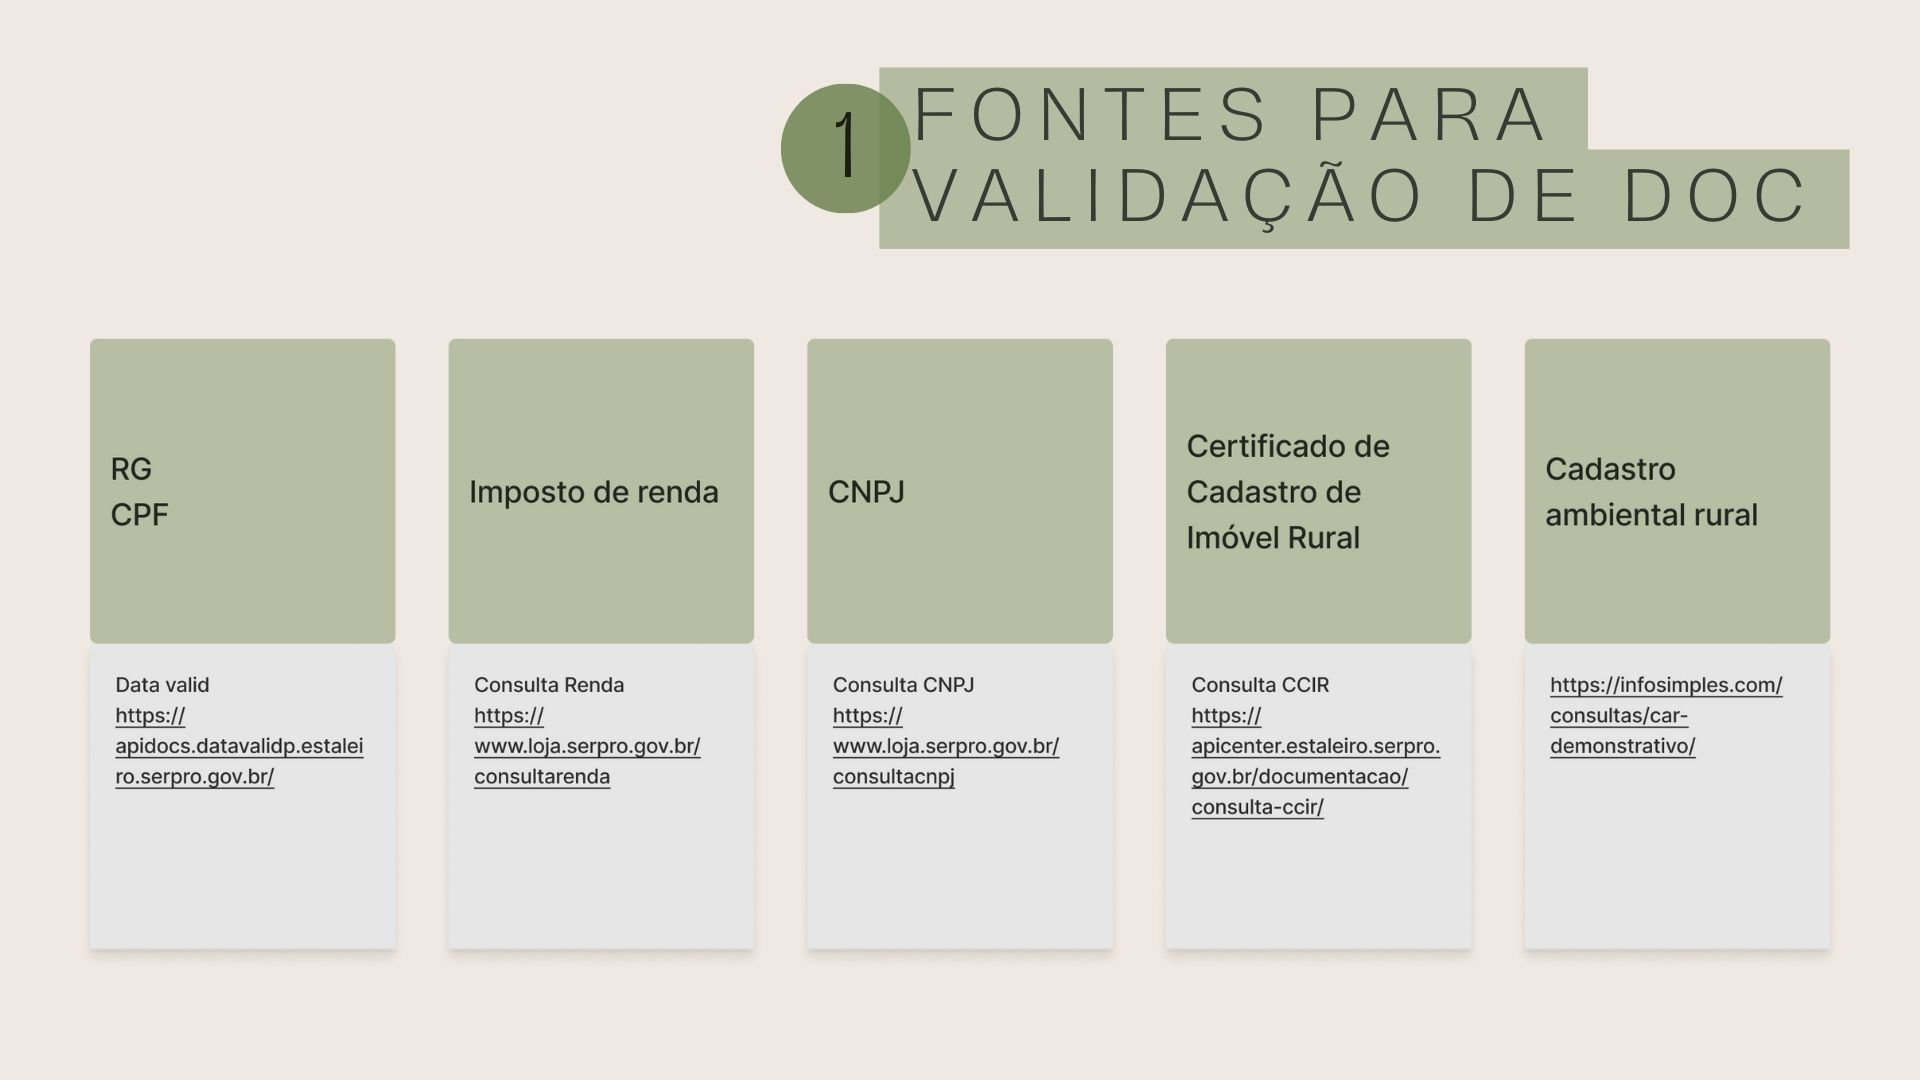 1
FONTES PARA
VALIDAÇÃO DE DOC
RG
CPF
Data valid
https://
apidocs.datavalidp.estalei
ro.serpro.gov.br/
Imposto de renda
Consulta Renda
https://
www.loja.serpro.gov.br/
consultarenda
CNPJ
Consulta CNPJ
https://
www.loja.serpro.gov.br/
consultacnpj
Certificado de
Cadastro de
Imóvel Rural
Consulta CCIR
https://
apicenter.estaleiro.serpro.
gov.br/documentacao/
consulta-ccir/
Cadastro
ambiental rural
https://infosimples.com/
consultas/car-
demonstrativo/